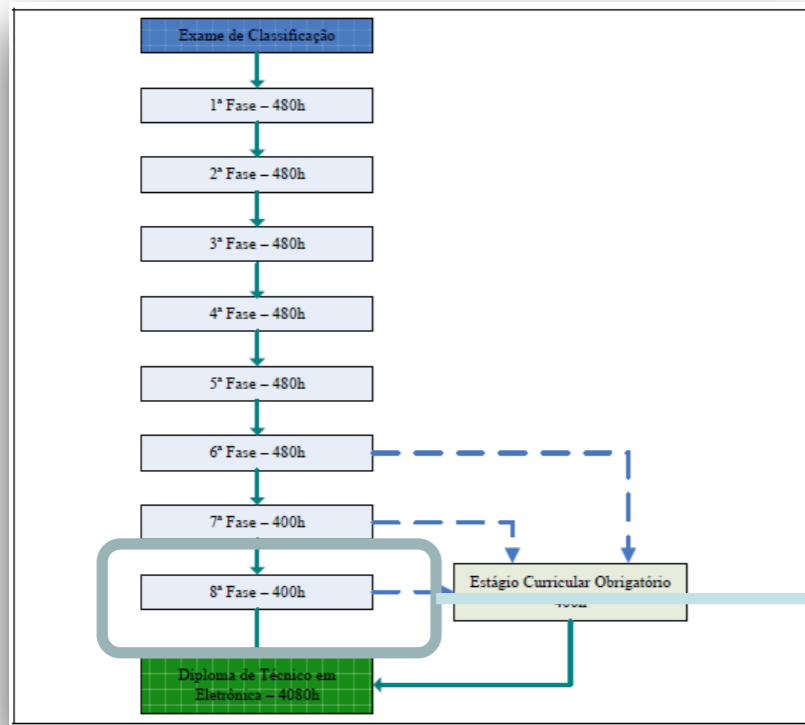 Exame de Classificação
1ª Fase – 480h
2ª Fase – 480h
3ª Fase – 480h
4ª Fase – 480h
5ª Fase – 480h
6ª Fase – 480h
7ª Fase – 400h
8ª Fase – 400h
Estágio Curricular Obrigatório
Diploma de Técnico em
Eletrônica – 4080h